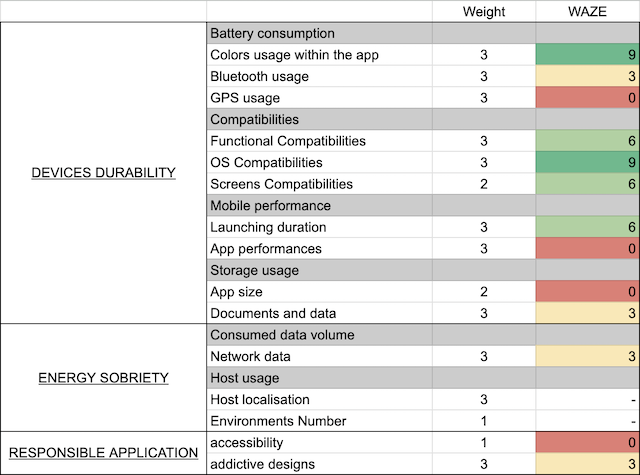 Weight WAZE
Battery consumption
Colors usage within the app 3 9
Bluetooth usage 3 3
GPS usage 3 0
Compatibilities
Functional Compatibilities 3 6
DEVICES DURABILITY OS Compatibilities 3 9
Screens Compatibilities 2 6
Mobile performance
Launching duration 3 6
App performances 3 0
Storage usage
App size 2 0
Documents and data 3 3
Consumed data volume
Network data 3 3
ENERGY SOBRIETY Host usage
Host localisation 3 -
Environments Number 1 -
RESPONSIBLE APPLICATION accessibility 1 0
addictive designs 3 3